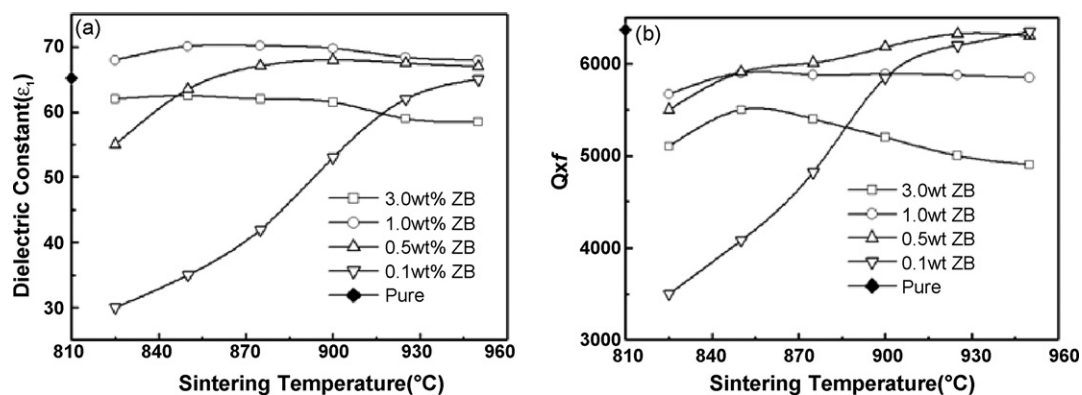 (a)
Dielectric Constant(ε₁)
70
60
50
40
30
3.0wt% ZB
1.0wt% ZB
0.5wt% ZB
0.1wt% ZB
Pure
810 840 870 900 930 960
Sintering Temperature(°C)
(b)
Qxf
6000
5000
4000
3000
3.0wt ZB
1.0wt ZB
0.5wt ZB
0.1wt ZB
Pure
810 840 870 900 930 960
Sintering Temperature(°C)